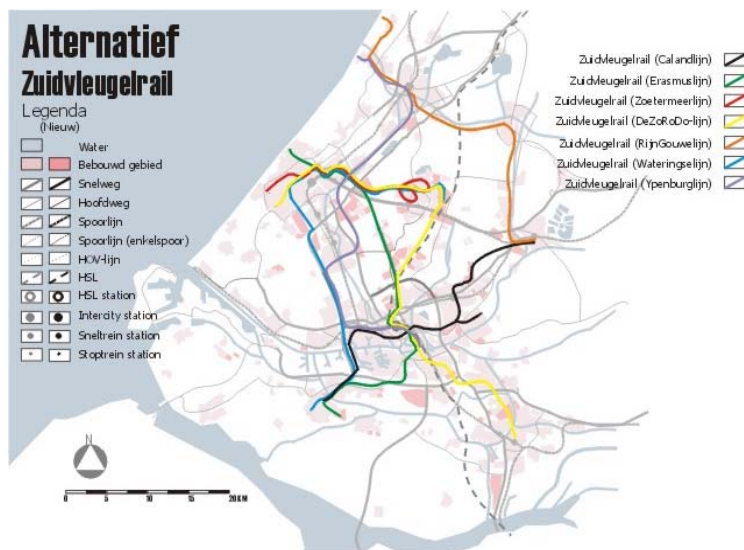 Alternatief
Zuidvleugelrail
Legenda
(Nieuw)
Water
Bebouwd gebied
Snelweg
Hoofdweg
Spoorlijn
Spoorlijn (enkelspoor)
HOV-lijn
HSL
HSL station
Intercity station
Sneltrein station
Stoptrein station
N
0 5 10 15 20KM
Zuidvleugelrail (Calandlijn)
Zuidvleugelrail (Erasmuslijn)
Zuidvleugelrail (Zoetermeerlijn)
Zuidvleugelrail (DeZoRoDo-lijn)
Zuidvleugelrail (RijnGouwelijn)
Zuidvleugelrail (Wateringselijn)
Zuidvleugelrail (Ypenburglijn)